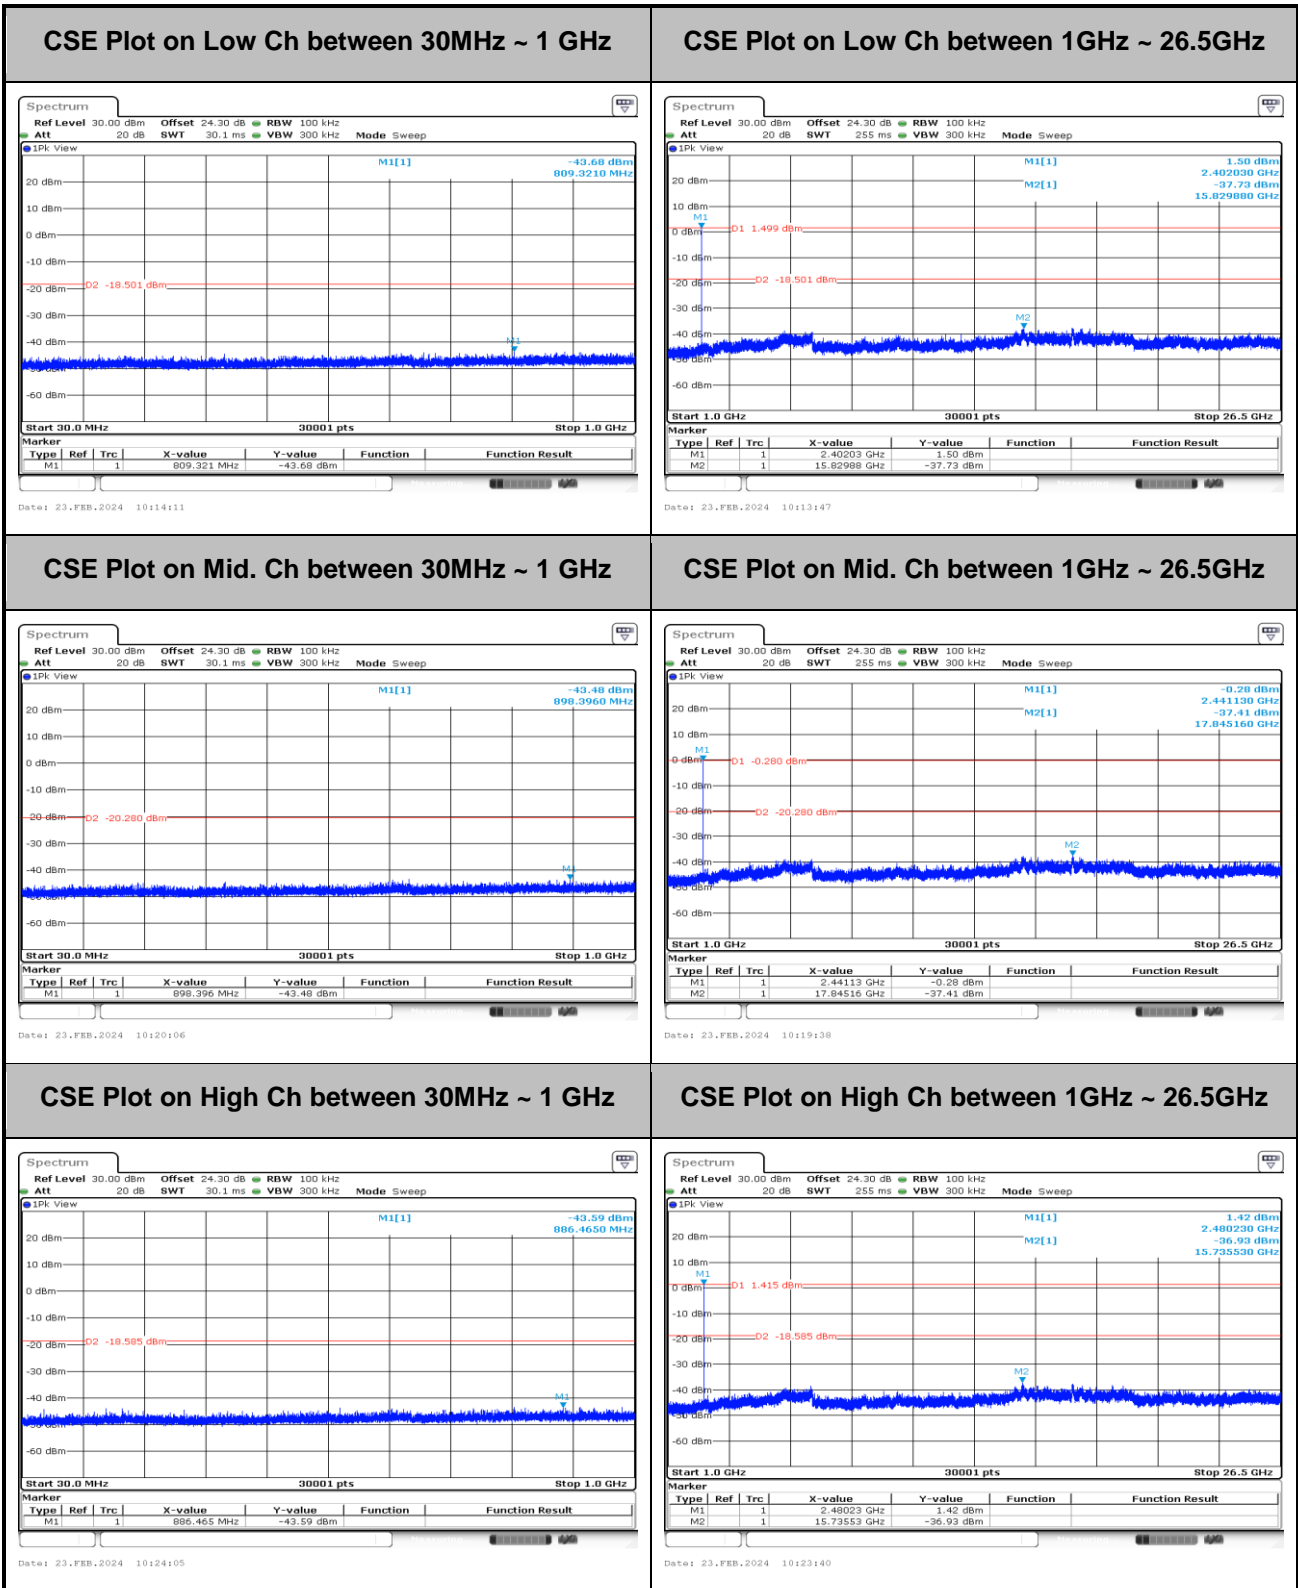 CSE Plot on Low Ch between 30MHz ~ 1 GHz
CSE Plot on Low Ch between 1GHz ~ 26.5GHz
Spectrum
Ref Level 30.00 dBm Offset 24.30 dB RBW 100 kHz
Att 20 dB SWT 30.1 ms VBW 300 kHz Mode Sweep
1Pk View
M1[1] -43.68 dBm
809.3210 MHz
20 dBm
10 dBm
0 dBm
-10 dBm
D2 -18.501 dBm
-20 dBm
-30 dBm
-40 dBm
M1
-50 dBm
-60 dBm
Start 30.0 MHz 30001 pts Stop 1.0 GHz
Marker
Type Ref Trc X-value Y-value Function Function Result
M1 1 809.321 MHz -43.68 dBm
Date: 23.FEB.2024 10:14:11
Spectrum
Ref Level 30.00 dBm Offset 24.30 dB RBW 100 kHz
Att 20 dB SWT 255 ms VBW 300 kHz Mode Sweep
1Pk View
M1[1] 1.50 dBm
2.402030 GHz
M2[1] -37.73 dBm
15.829880 GHz
20 dBm
10 dBm
M1
0 dBm
D1 1.499 dBm
-10 dBm
D2 -18.501 dBm
-20 dBm
-30 dBm
M2
-40 dBm
-50 dBm
-60 dBm
Start 1.0 GHz 30001 pts Stop 26.5 GHz
Marker
Type Ref Trc X-value Y-value Function Function Result
M1 1 2.40203 GHz 1.50 dBm
M2 1 15.82988 GHz -37.73 dBm
Date: 23.FEB.2024 10:13:47
CSE Plot on Mid. Ch between 30MHz ~ 1 GHz
CSE Plot on Mid. Ch between 1GHz ~ 26.5GHz
Spectrum
Ref Level 30.00 dBm Offset 24.30 dB RBW 100 kHz
Att 20 dB SWT 30.1 ms VBW 300 kHz Mode Sweep
1Pk View
M1[1] -43.48 dBm
898.3960 MHz
20 dBm
10 dBm
0 dBm
-10 dBm
-20 dBm
D2 -20.280 dBm
-30 dBm
-40 dBm
M1
-50 dBm
-60 dBm
Start 30.0 MHz 30001 pts Stop 1.0 GHz
Marker
Type Ref Trc X-value Y-value Function Function Result
M1 1 898.396 MHz -43.48 dBm
Date: 23.FEB.2024 10:20:06
Spectrum
Ref Level 30.00 dBm Offset 24.30 dB RBW 100 kHz
Att 20 dB SWT 255 ms VBW 300 kHz Mode Sweep
1Pk View
M1[1] -0.28 dBm
2.441130 GHz
M2[1] -37.41 dBm
17.845160 GHz
20 dBm
10 dBm
M1
0 dBm
D1 -0.280 dBm
-10 dBm
-20 dBm
D2 -20.280 dBm
-30 dBm
M2
-40 dBm
-50 dBm
-60 dBm
Start 1.0 GHz 30001 pts Stop 26.5 GHz
Marker
Type Ref Trc X-value Y-value Function Function Result
M1 1 2.44113 GHz -0.28 dBm
M2 1 17.84516 GHz -37.41 dBm
Date: 23.FEB.2024 10:19:38
CSE Plot on High Ch between 30MHz ~ 1 GHz
CSE Plot on High Ch between 1GHz ~ 26.5GHz
Spectrum
Ref Level 30.00 dBm Offset 24.30 dB RBW 100 kHz
Att 20 dB SWT 30.1 ms VBW 300 kHz Mode Sweep
1Pk View
M1[1] -43.59 dBm
886.4650 MHz
20 dBm
10 dBm
0 dBm
-10 dBm
D2 -18.585 dBm
-20 dBm
-30 dBm
-40 dBm
M1
-50 dBm
-60 dBm
Start 30.0 MHz 30001 pts Stop 1.0 GHz
Marker
Type Ref Trc X-value Y-value Function Function Result
M1 1 886.465 MHz -43.59 dBm
Date: 23.FEB.2024 10:24:05
Spectrum
Ref Level 30.00 dBm Offset 24.30 dB RBW 100 kHz
Att 20 dB SWT 255 ms VBW 300 kHz Mode Sweep
1Pk View
M1[1] 1.42 dBm
2.480230 GHz
M2[1] -36.93 dBm
15.735530 GHz
20 dBm
10 dBm
M1
0 dBm
D1 1.415 dBm
-10 dBm
D2 -18.585 dBm
-20 dBm
-30 dBm
M2
-40 dBm
-50 dBm
-60 dBm
Start 1.0 GHz 30001 pts Stop 26.5 GHz
Marker
Type Ref Trc X-value Y-value Function Function Result
M1 1 2.48023 GHz 1.42 dBm
M2 1 15.73553 GHz -36.93 dBm
Date: 23.FEB.2024 10:23:40